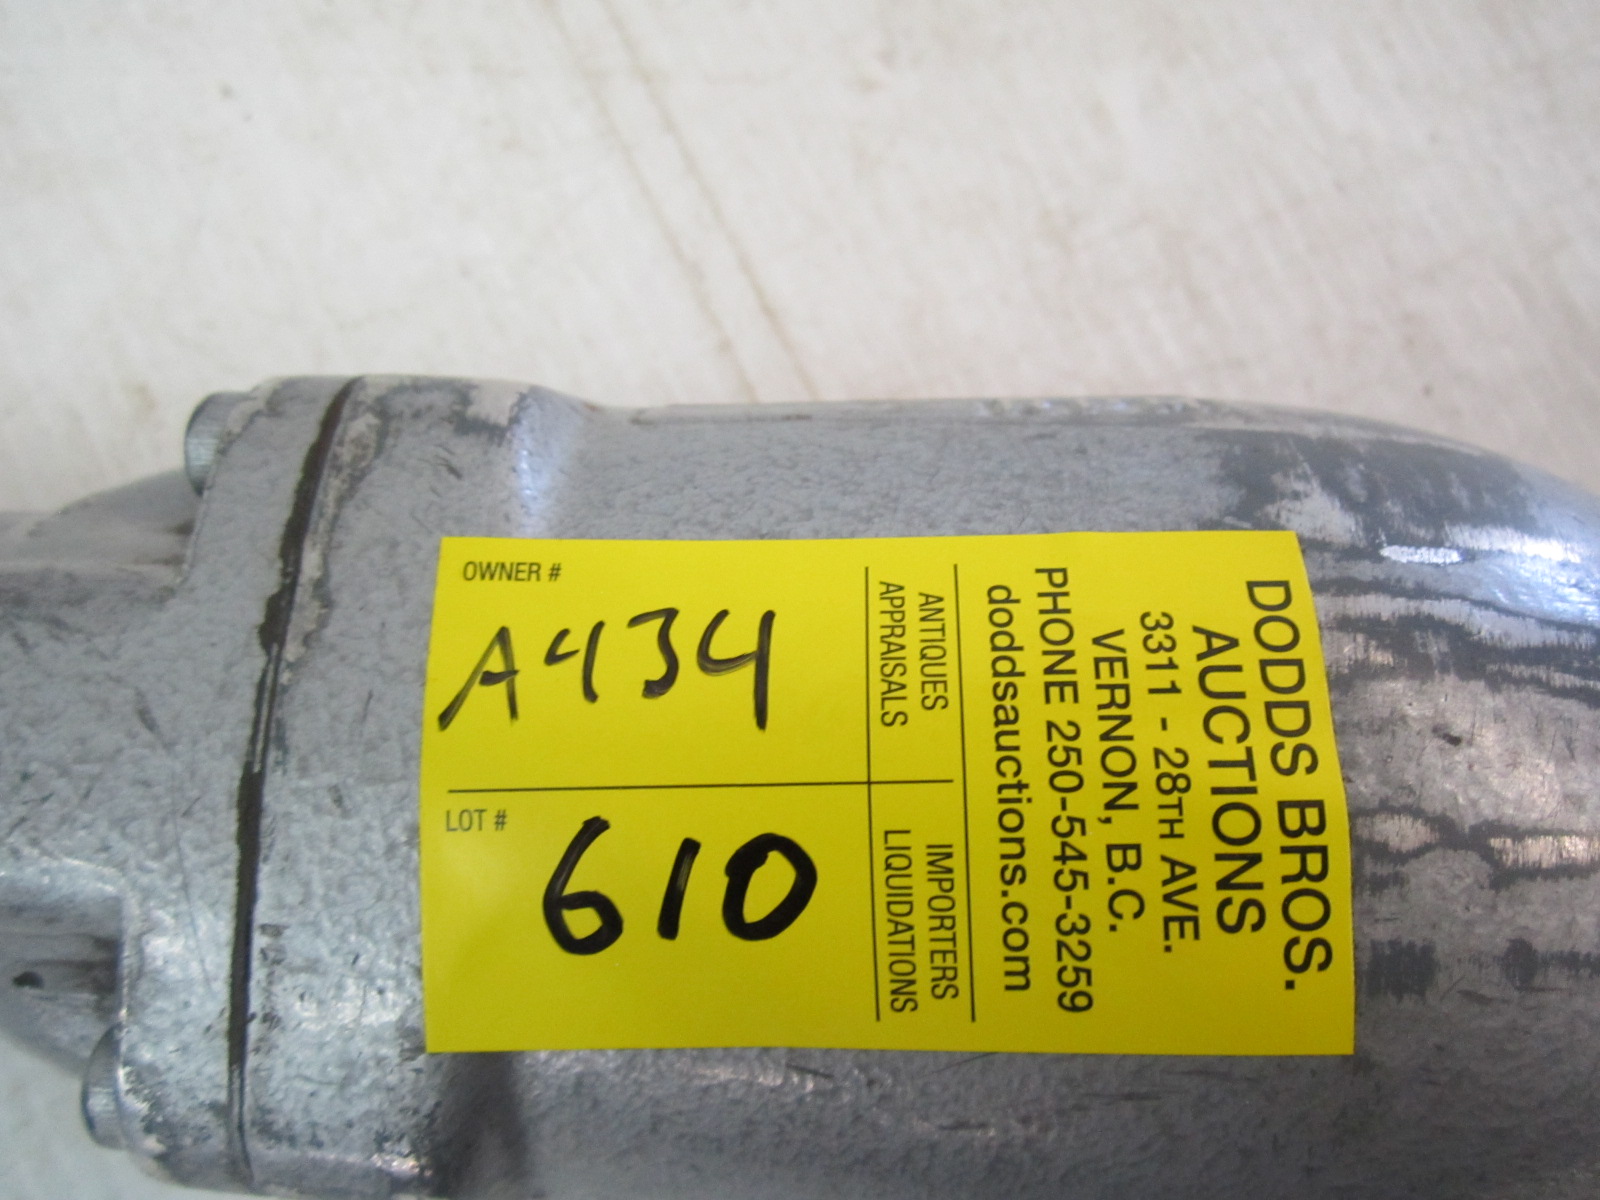 DODDS BROS.
AUCTIONS
3311 - 28TH AVE.
VERNON, B.C.
PHONE 250-545-3259
doddsauctions.com
ANTIQUES
APPRAISALS
IMPORTERS
LIQUIDATIONS
OWNER #
A434
LOT #
610